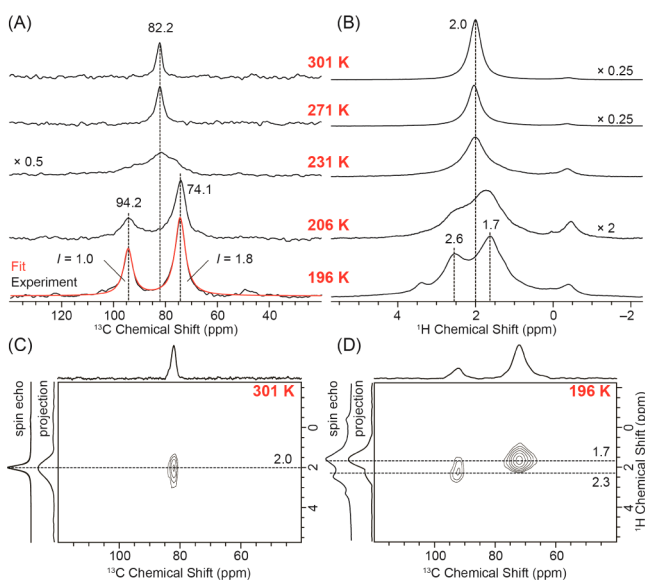 (A)
82.2
301 K
271 K
× 0.5
231 K
94.2
74.1
206 K
Fit
Experiment
I = 1.0
I = 1.8
196 K
120 100 80 60 40
¹³C Chemical Shift (ppm)
(B)
2.0
× 0.25
× 0.25
× 2
2.6
1.7
4 2 0 −2
¹H Chemical Shift (ppm)
(C)
spin echo
projection
301 K
2.0
0
2
4
100 80 60
¹³C Chemical Shift (ppm)
(D)
spin echo
projection
196 K
1.7
2.3
0
2
4
¹H Chemical Shift (ppm)
100 80 60
¹³C Chemical Shift (ppm)